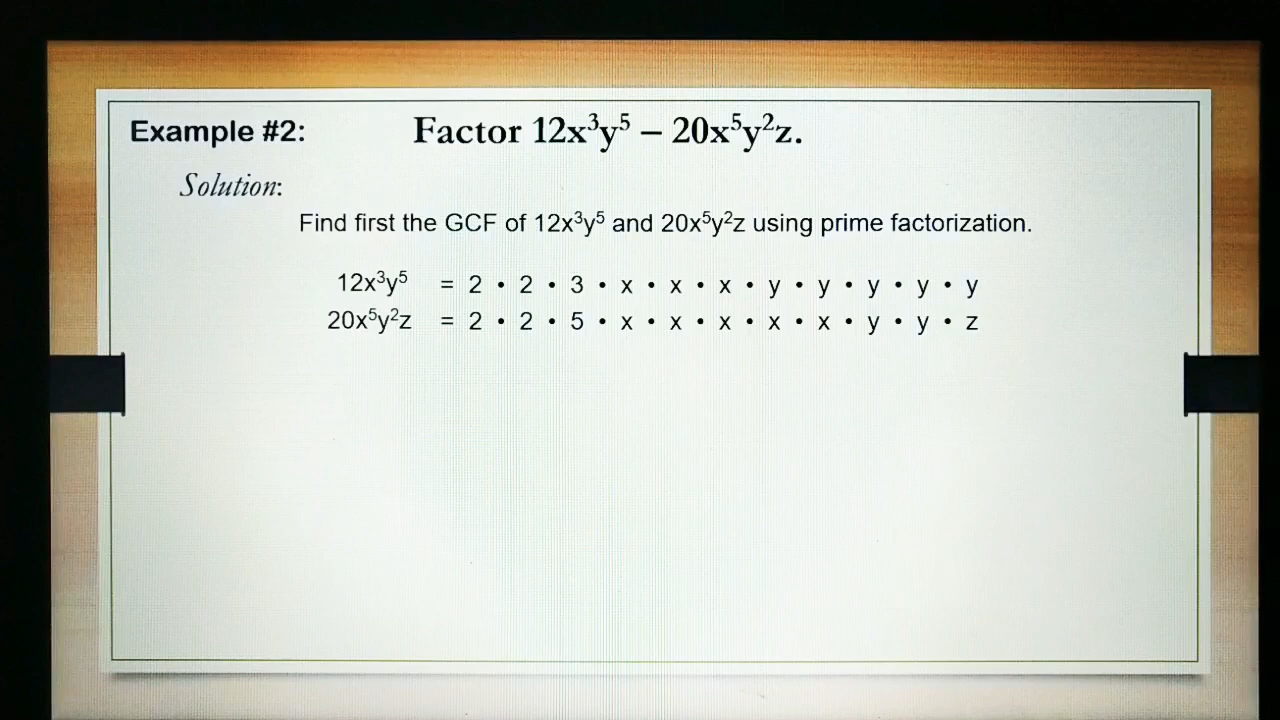 Example #2: Factor 12x³y⁵ – 20x⁵y²z.
Solution:
Find first the GCF of 12x³y⁵ and 20x⁵y²z using prime factorization.
12x³y⁵ = 2 • 2 • 3 • x • x • x • y • y • y • y • y
20x⁵y²z = 2 • 2 • 5 • x • x • x • x • x • y • y • z